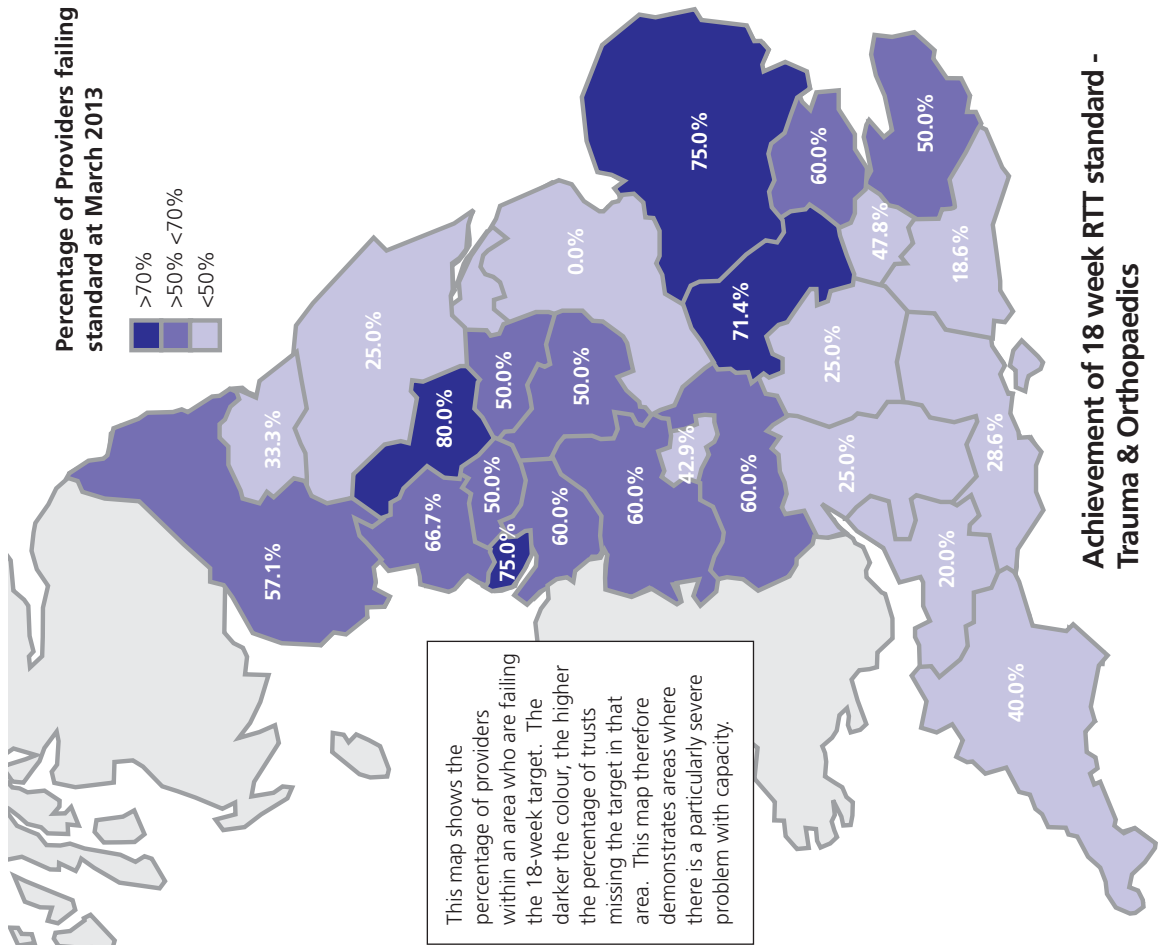 Percentage of Providers failing
standard at March 2013
>70%
>50% <70%
<50%
57.1%
33.3%
25.0%
66.7%
80.0%
75.0%
50.0%
50.0%
0.0%
60.0%
50.0%
60.0%
42.9%
60.0%
71.4%
75.0%
25.0%
25.0%
60.0%
47.8%
50.0%
20.0%
28.6%
18.6%
40.0%
This map shows the
percentage of providers
within an area who are failing
the 18-week target. The
darker the colour, the higher
the percentage of trusts
missing the target in that
area. This map therefore
demonstrates areas where
there is a particularly severe
problem with capacity.
Achievement of 18 week RTT standard -
Trauma & Orthopaedics